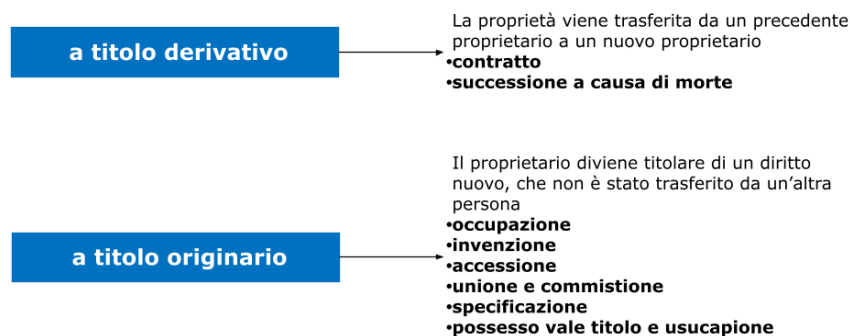 a titolo derivativo
La proprietà viene trasferita da un precedente
proprietario a un nuovo proprietario
•contratto
•successione a causa di morte
a titolo originario
Il proprietario diviene titolare di un diritto
nuovo, che non è stato trasferito da un’altra
persona
•occupazione
•invenzione
•accessione
•unione e commistione
•specificazione
•possesso vale titolo e usucapione